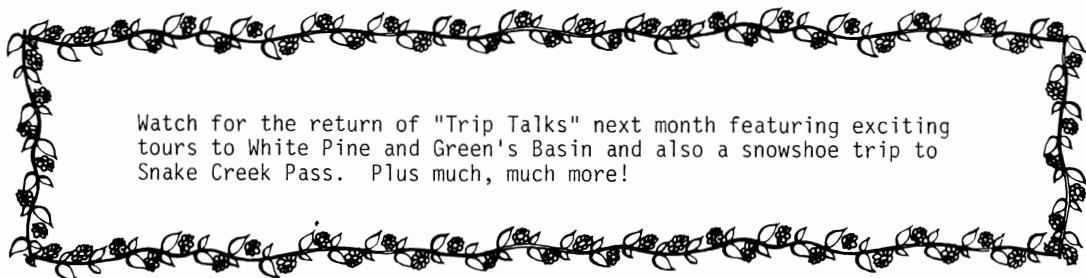 Watch for the return of "Trip Talks" next month featuring exciting
tours to White Pine and Green's Basin and also a snowshoe trip to
Snake Creek Pass.  Plus much, much more!